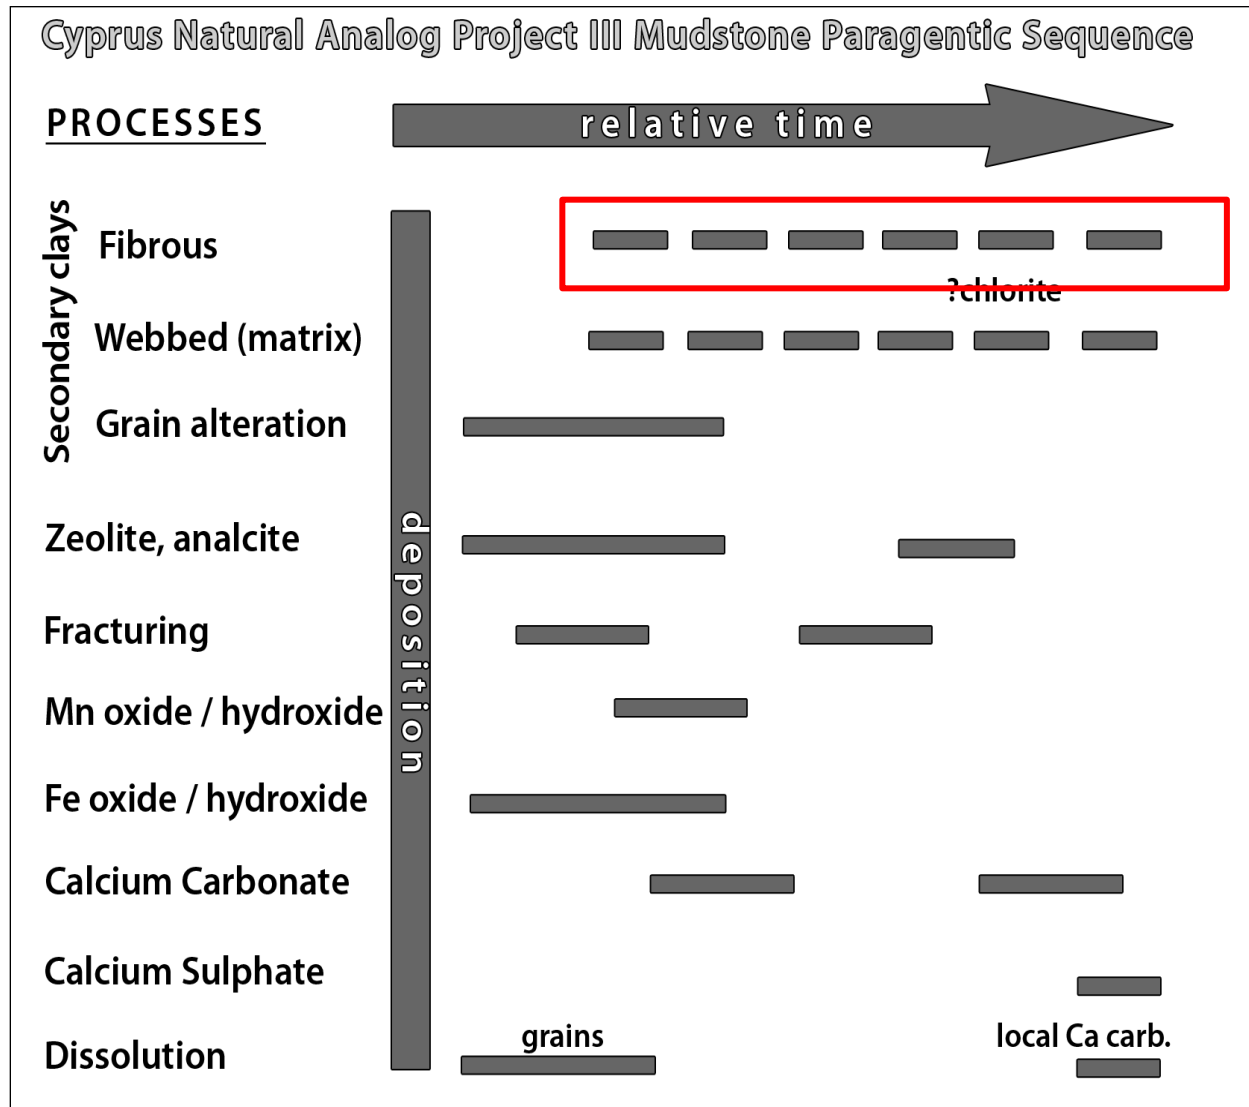 Cyprus Natural Analog Project III Mudstone Paragentic Sequence
PROCESSES
relative time
Secondary clays
Fibrous
?chlorite
Webbed (matrix)
Grain alteration
deposition
Zeolite, analcite
Fracturing
Mn oxide / hydroxide
Fe oxide / hydroxide
Calcium Carbonate
Calcium Sulphate
grains
local Ca carb.
Dissolution